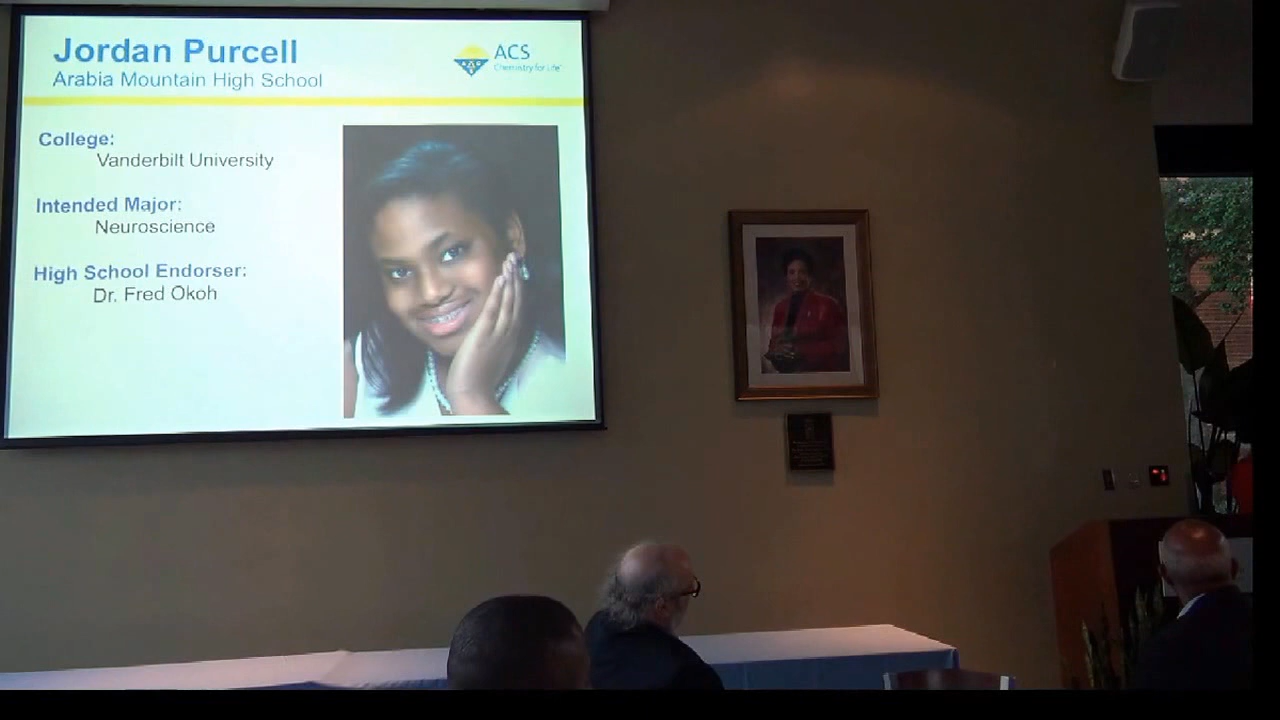 Jordan Purcell
Arabia Mountain High School
ACS
Chemistry for Life™
College:
Vanderbilt University
Intended Major:
Neuroscience
High School Endorser:
Dr. Fred Okoh